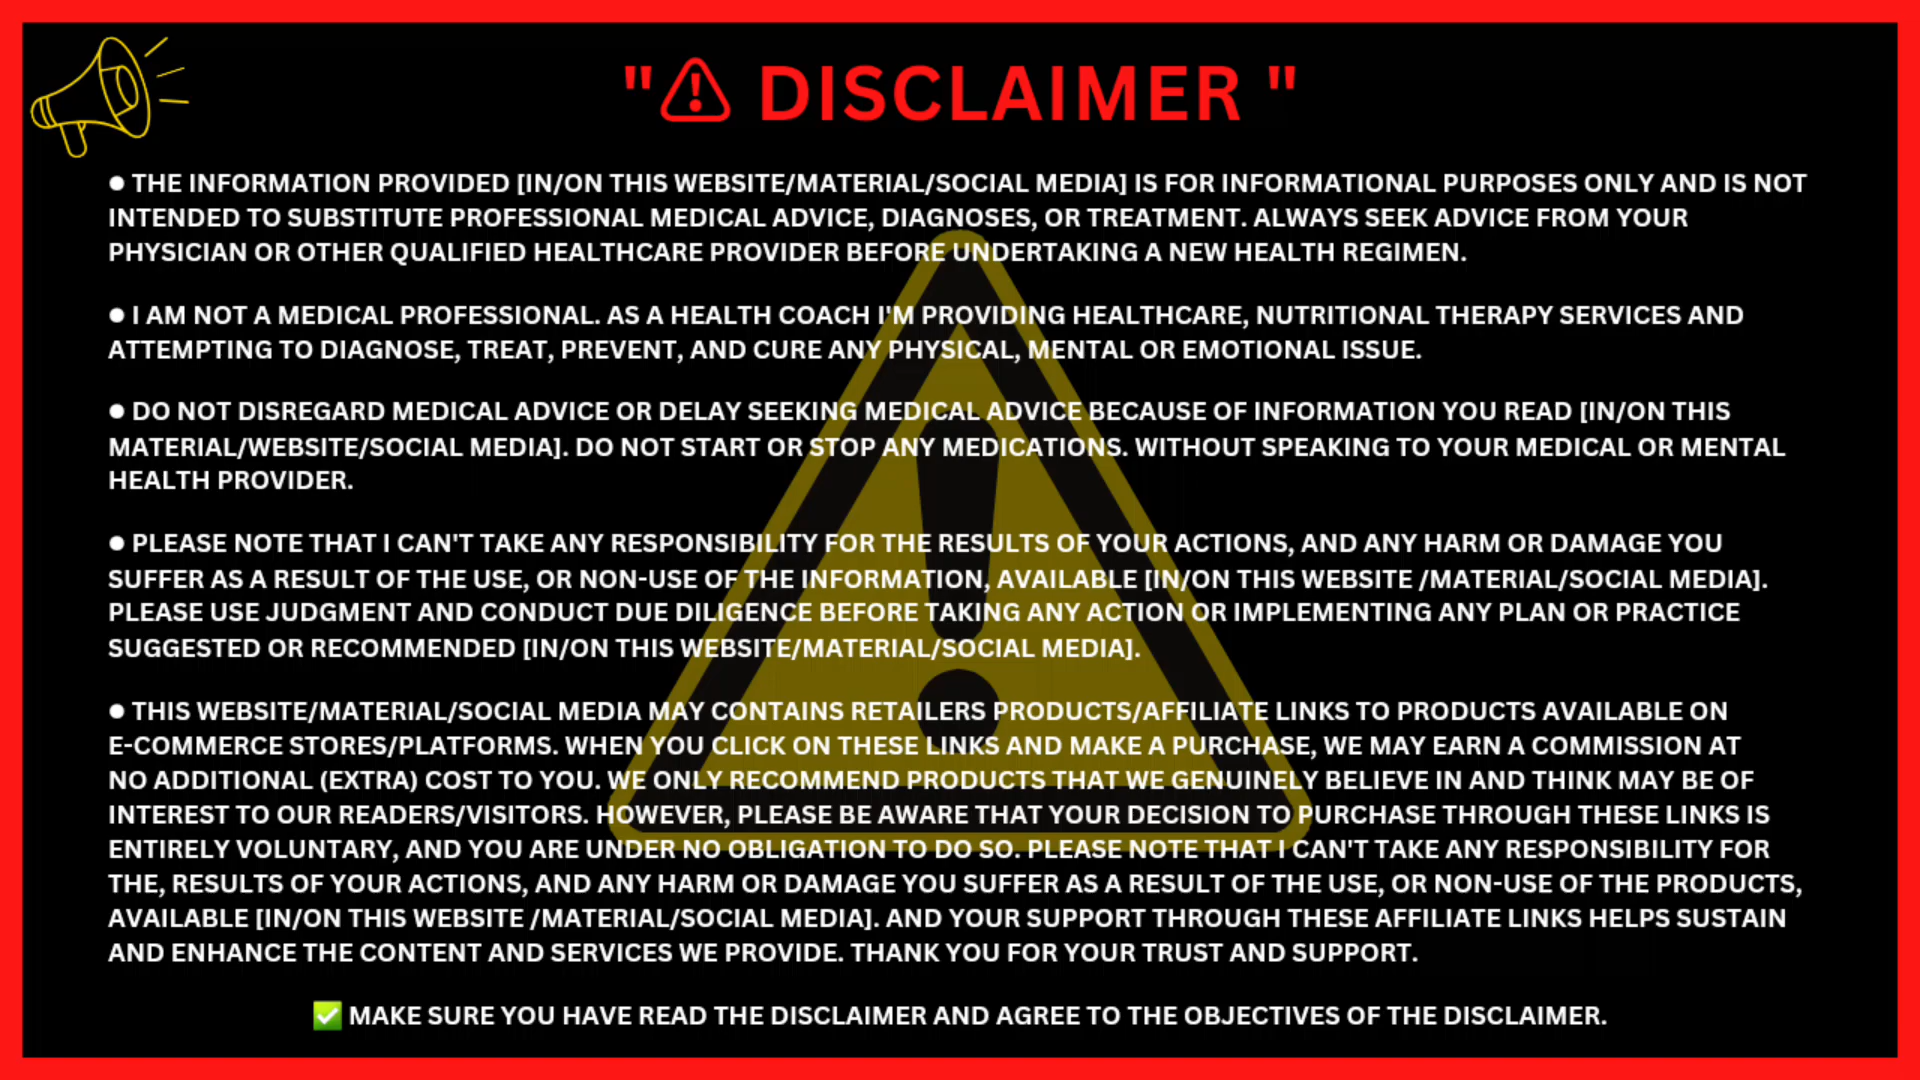 "⚠ DISCLAIMER "
● THE INFORMATION PROVIDED [IN/ON THIS WEBSITE/MATERIAL/SOCIAL MEDIA] IS FOR INFORMATIONAL PURPOSES ONLY AND IS NOT
INTENDED TO SUBSTITUTE PROFESSIONAL MEDICAL ADVICE, DIAGNOSES, OR TREATMENT. ALWAYS SEEK ADVICE FROM YOUR
PHYSICIAN OR OTHER QUALIFIED HEALTHCARE PROVIDER BEFORE UNDERTAKING A NEW HEALTH REGIMEN.
● I AM NOT A MEDICAL PROFESSIONAL. AS A HEALTH COACH I'M PROVIDING HEALTHCARE, NUTRITIONAL THERAPY SERVICES AND
ATTEMPTING TO DIAGNOSE, TREAT, PREVENT, AND CURE ANY PHYSICAL, MENTAL OR EMOTIONAL ISSUE.
● DO NOT DISREGARD MEDICAL ADVICE OR DELAY SEEKING MEDICAL ADVICE BECAUSE OF INFORMATION YOU READ [IN/ON THIS
MATERIAL/WEBSITE/SOCIAL MEDIA]. DO NOT START OR STOP ANY MEDICATIONS. WITHOUT SPEAKING TO YOUR MEDICAL OR MENTAL
HEALTH PROVIDER.
● PLEASE NOTE THAT I CAN'T TAKE ANY RESPONSIBILITY FOR THE RESULTS OF YOUR ACTIONS, AND ANY HARM OR DAMAGE YOU
SUFFER AS A RESULT OF THE USE, OR NON-USE OF THE INFORMATION, AVAILABLE [IN/ON THIS WEBSITE /MATERIAL/SOCIAL MEDIA].
PLEASE USE JUDGMENT AND CONDUCT DUE DILIGENCE BEFORE TAKING ANY ACTION OR IMPLEMENTING ANY PLAN OR PRACTICE
SUGGESTED OR RECOMMENDED [IN/ON THIS WEBSITE/MATERIAL/SOCIAL MEDIA].
● THIS WEBSITE/MATERIAL/SOCIAL MEDIA MAY CONTAINS RETAILERS PRODUCTS/AFFILIATE LINKS TO PRODUCTS AVAILABLE ON
E-COMMERCE STORES/PLATFORMS. WHEN YOU CLICK ON THESE LINKS AND MAKE A PURCHASE, WE MAY EARN A COMMISSION AT
NO ADDITIONAL (EXTRA) COST TO YOU. WE ONLY RECOMMEND PRODUCTS THAT WE GENUINELY BELIEVE IN AND THINK MAY BE OF
INTEREST TO OUR READERS/VISITORS. HOWEVER, PLEASE BE AWARE THAT YOUR DECISION TO PURCHASE THROUGH THESE LINKS IS
ENTIRELY VOLUNTARY, AND YOU ARE UNDER NO OBLIGATION TO DO SO. PLEASE NOTE THAT I CAN'T TAKE ANY RESPONSIBILITY FOR
THE, RESULTS OF YOUR ACTIONS, AND ANY HARM OR DAMAGE YOU SUFFER AS A RESULT OF THE USE, OR NON-USE OF THE PRODUCTS,
AVAILABLE [IN/ON THIS WEBSITE /MATERIAL/SOCIAL MEDIA]. AND YOUR SUPPORT THROUGH THESE AFFILIATE LINKS HELPS SUSTAIN
AND ENHANCE THE CONTENT AND SERVICES WE PROVIDE. THANK YOU FOR YOUR TRUST AND SUPPORT.
✅ MAKE SURE YOU HAVE READ THE DISCLAIMER AND AGREE TO THE OBJECTIVES OF THE DISCLAIMER.